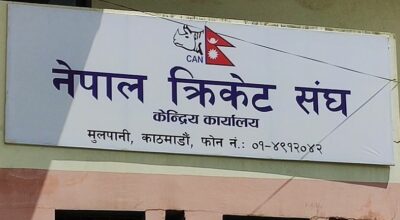 CAN
नेपाल क्रिकेट संघ
केन्द्रिय कार्यालय
मुलपानी, काठमाडौं, फोन नं.: ०१-४९१२०४२